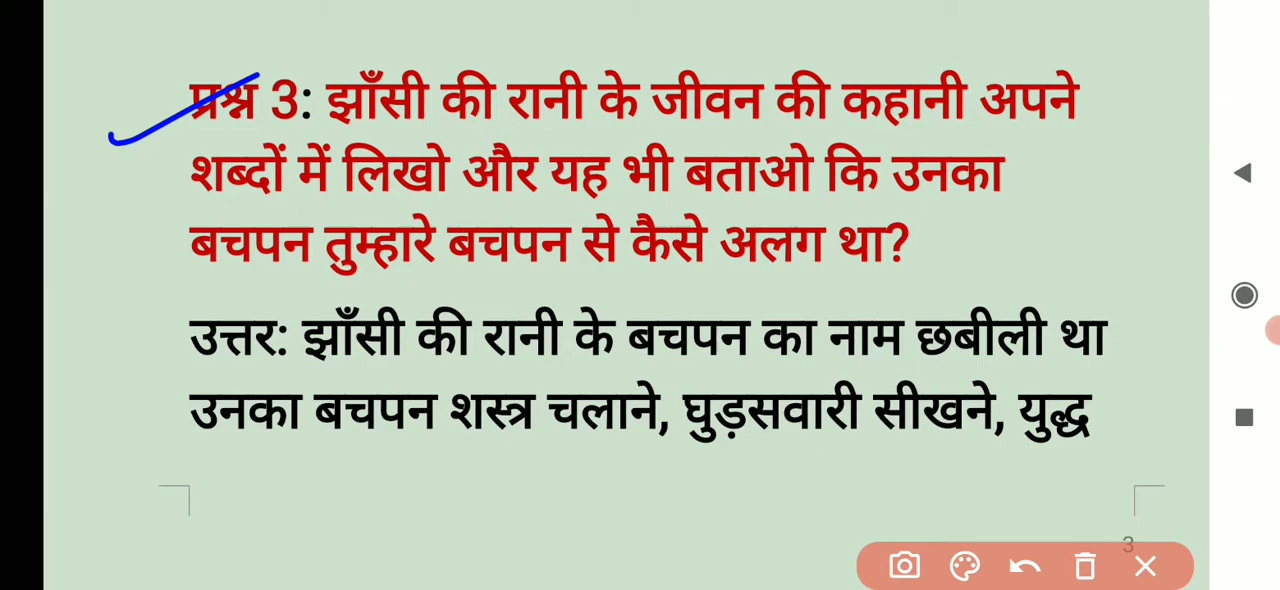 प्रश्न 3: झाँसी की रानी के जीवन की कहानी अपने
शब्दों में लिखो और यह भी बताओ कि उनका
बचपन तुम्हारे बचपन से कैसे अलग था?
उत्तर: झाँसी की रानी के बचपन का नाम छबीली था
उनका बचपन शस्त्र चलाने, घुड़सवारी सीखने, युद्ध
3